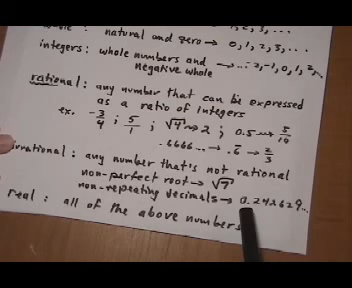 natural and zero → 0, 1, 2, 3, ...
integers: whole numbers and → ... -2, -1, 0, 1, 2, ...
negative whole
rational: any number that can be expressed
as a ratio of integers
ex. -3/4 ; 5/1 ; √4 → 2 ; 0.5 → 5/10
.6666... → .6̅ → 2/3
irrational: any number that's not rational
non-perfect root → √7
non-repeating decimals → 0.242629...
real: all of the above numbers